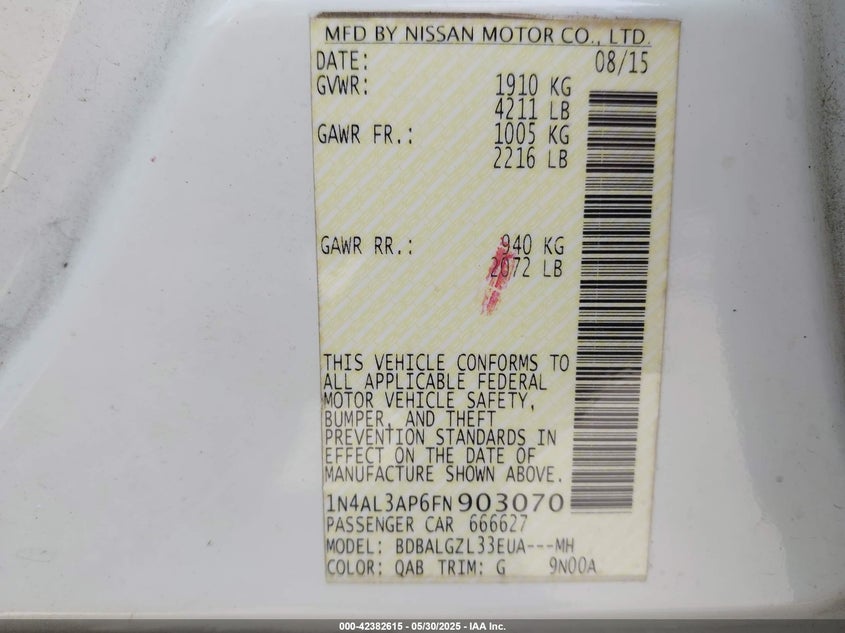 MFD BY NISSAN MOTOR CO., LTD.
DATE: 08/15
GVWR: 1910 KG
4211 LB
GAWR FR.: 1005 KG
2216 LB
GAWR RR.: 940 KG
2072 LB
THIS VEHICLE CONFORMS TO
ALL APPLICABLE FEDERAL
MOTOR VEHICLE SAFETY,
BUMPER, AND THEFT
PREVENTION STANDARDS IN
EFFECT ON THE DATE OF
MANUFACTURE SHOWN ABOVE.
1N4AL3AP6FN903070
PASSENGER CAR 666627
MODEL: BDBALGZL33EUA---MH
COLOR: QAB TRIM: G 9N00A
000-42382615 - 05/30/2025 - IAA Inc.